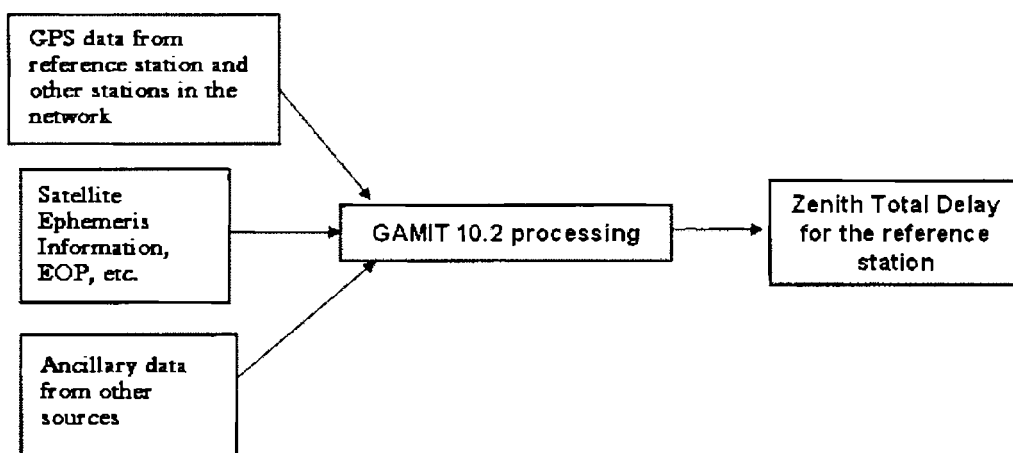 GPS data from
reference station and
other stations in the
network
Satellite
Ephemeris
Information,
EOP, etc.
Ancillary data
from other
sources
GAMIT 10.2 processing
Zenith Total Delay
for the reference
station